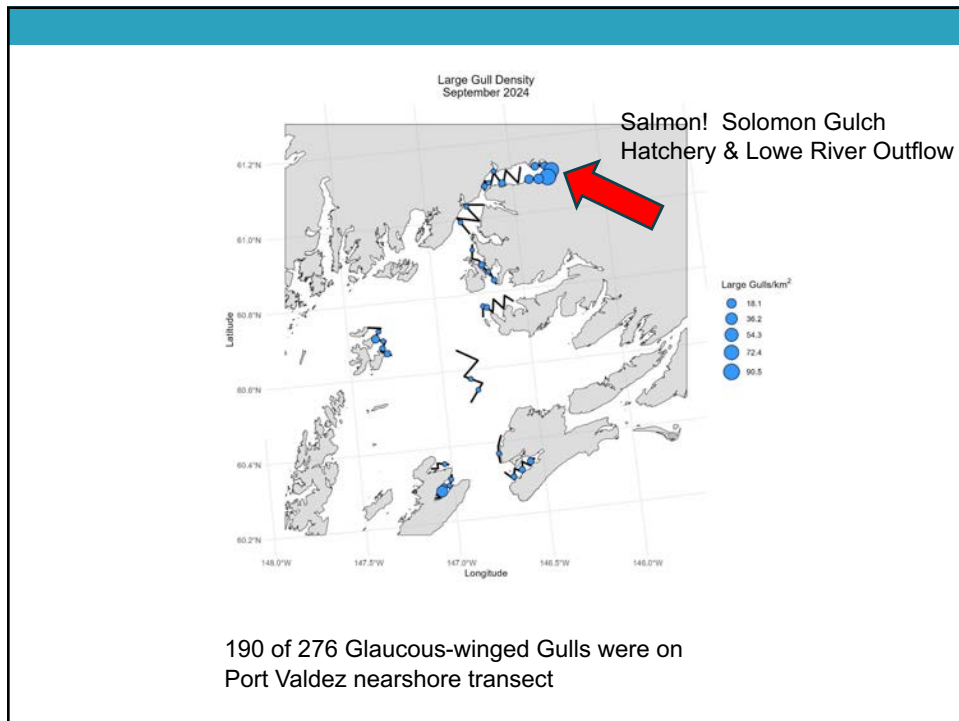 Large Gull Density
September 2024
Salmon!  Solomon Gulch
Hatchery & Lowe River Outflow
61.2°N
61.0°N
60.8°N
60.6°N
60.4°N
60.2°N
Latitude
148.0°W
147.5°W
147.0°W
146.5°W
146.0°W
Longitude
Large Gulls/km²
18.1
36.2
54.3
72.4
90.5
190 of 276 Glaucous-winged Gulls were on
Port Valdez nearshore transect